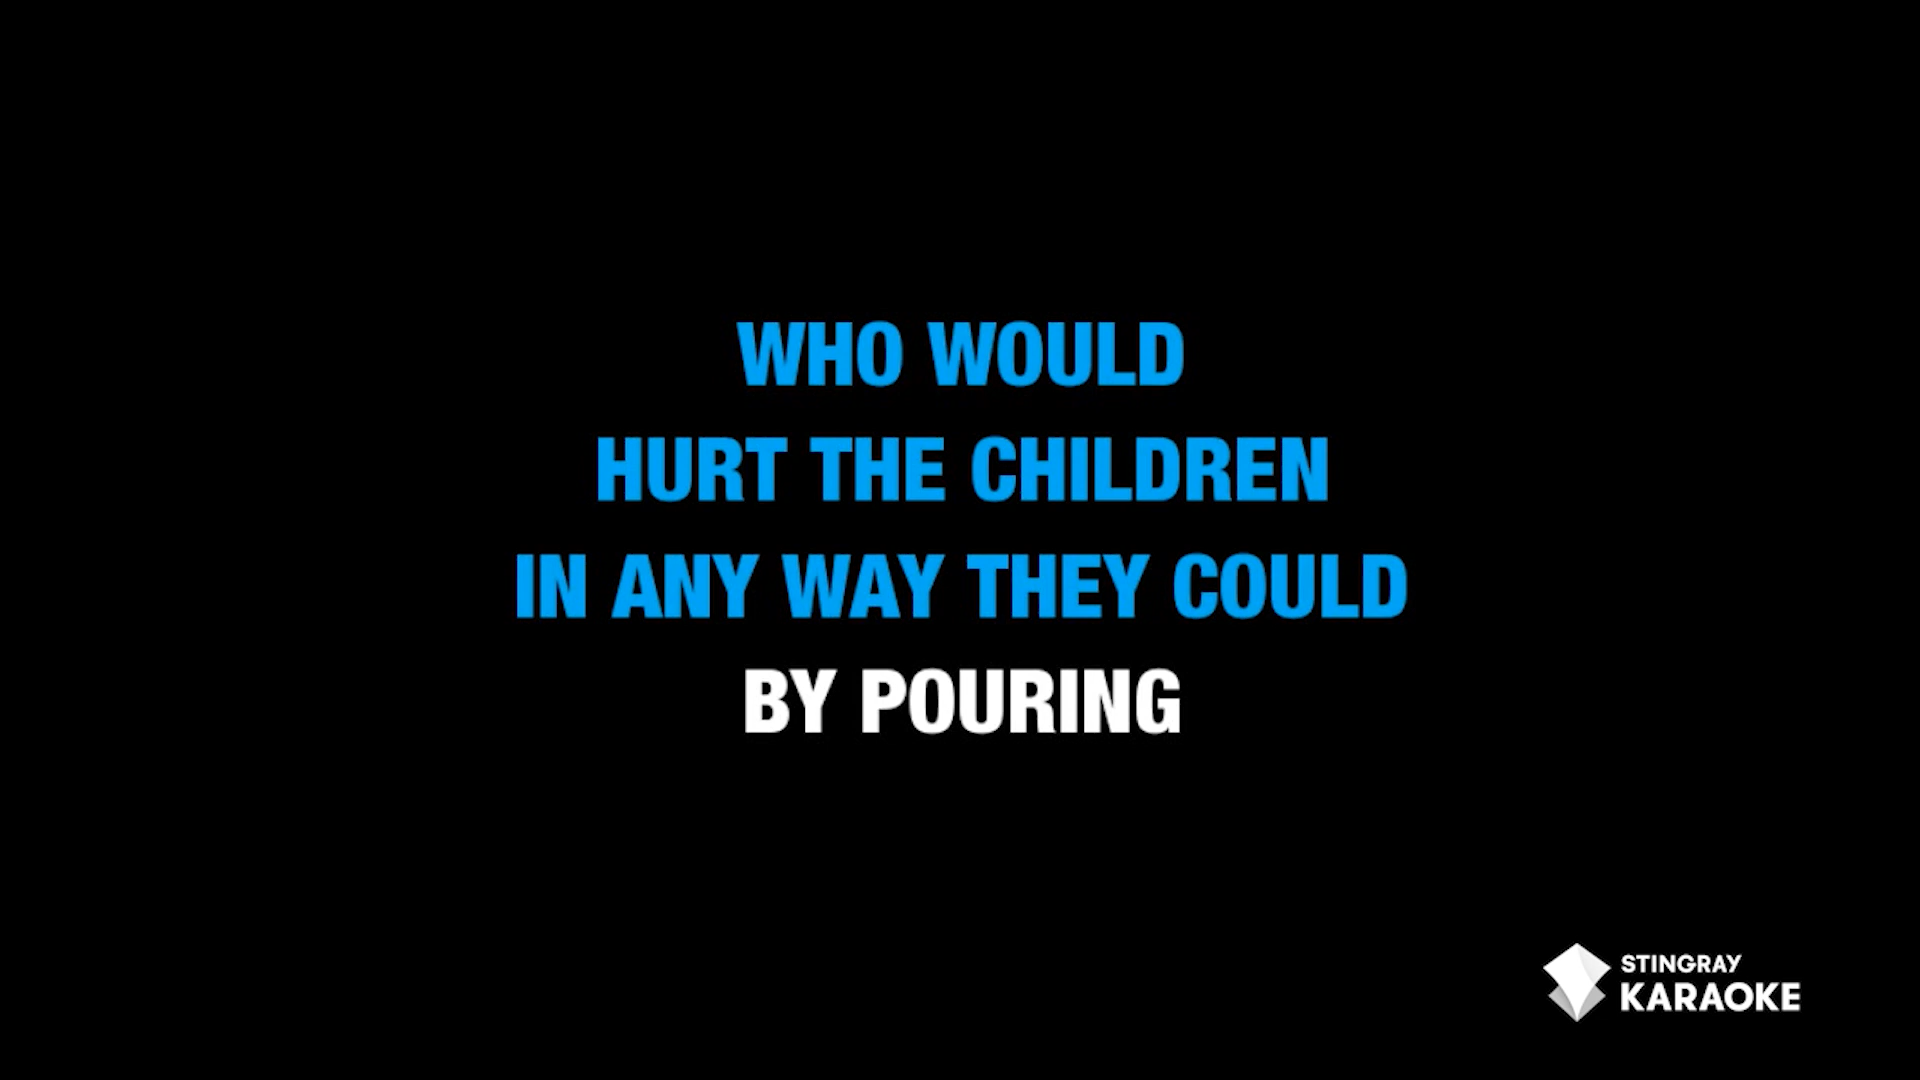 WHO WOULD
HURT THE CHILDREN
IN ANY WAY THEY COULD
BY POURING
STINGRAY
KARAOKE